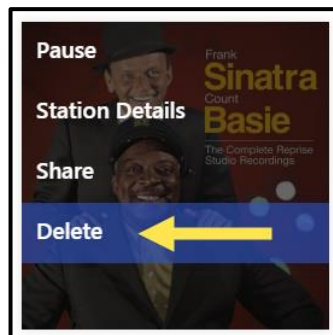 Pause
Frank
Sinatra
Station Details
Count
Basie
The Complete Reprise
Studio Recordings
Share
Delete